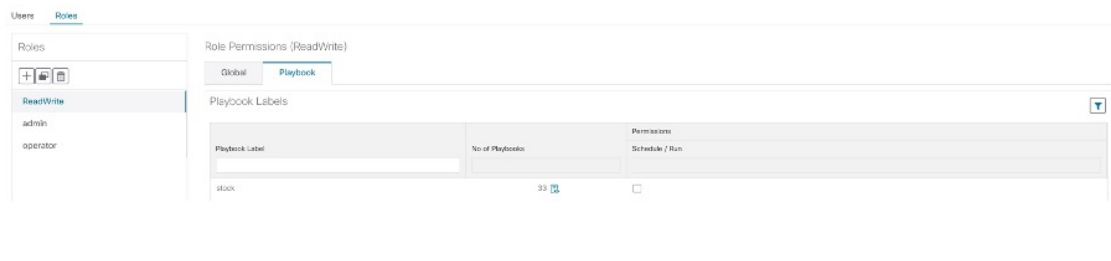 Users Roles
Roles
ReadWrite
admin
operator
Role Permissions (ReadWrite)
Global Playbook
Playbook Labels
Permissions
Playbook Label No of Playbooks Schedule / Run
stock 33